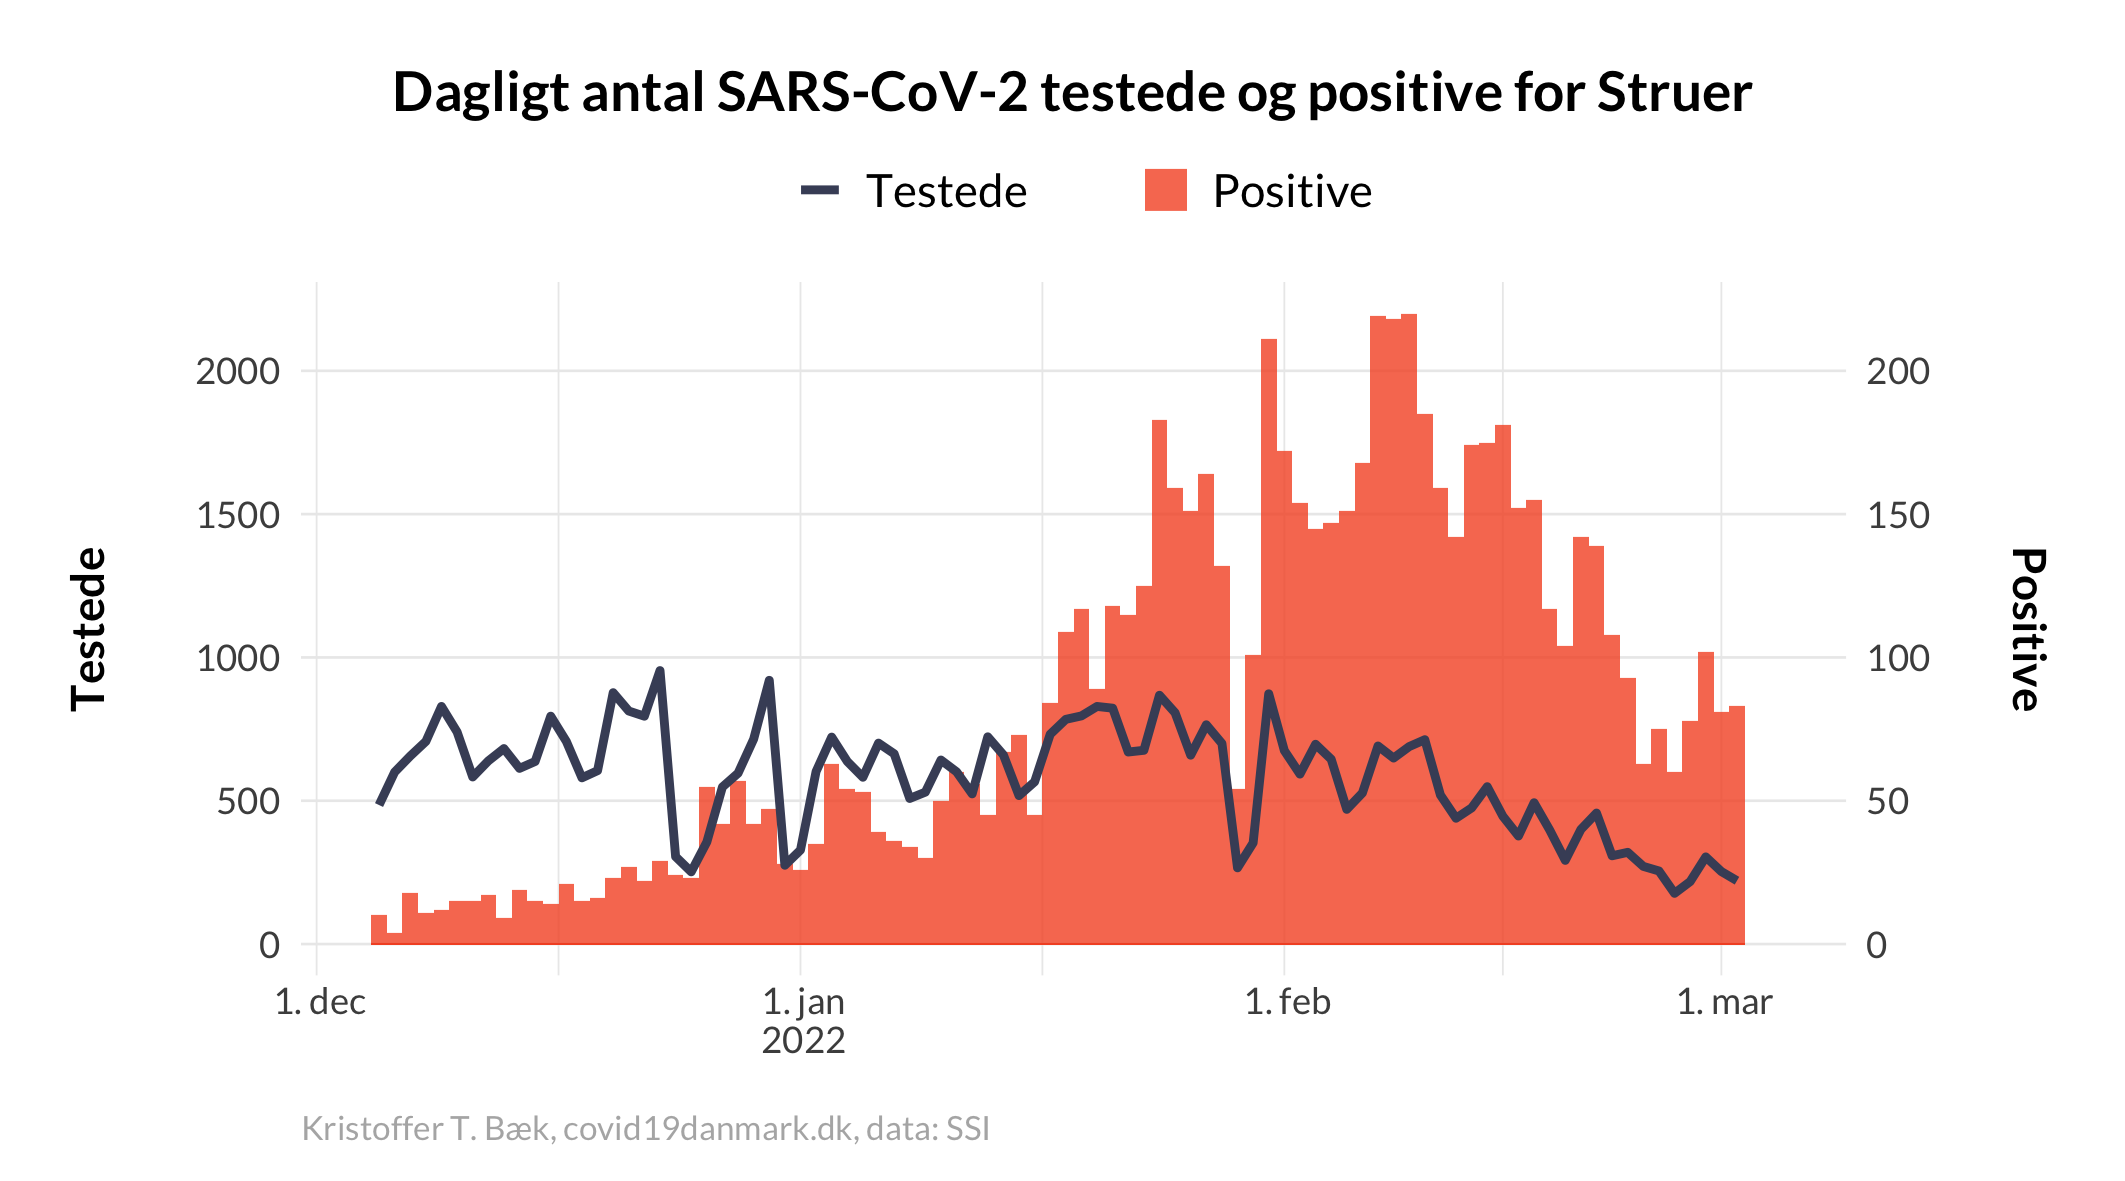 Dagligt antal SARS-CoV-2 testede og positive for Struer
Testede
Positive
Testede
2000
1500
1000
500
0
200
150
100
50
0
Positive
1. dec
1. jan
2022
1. feb
1. mar
Kristoffer T. Bæk, covid19danmark.dk, data: SSI